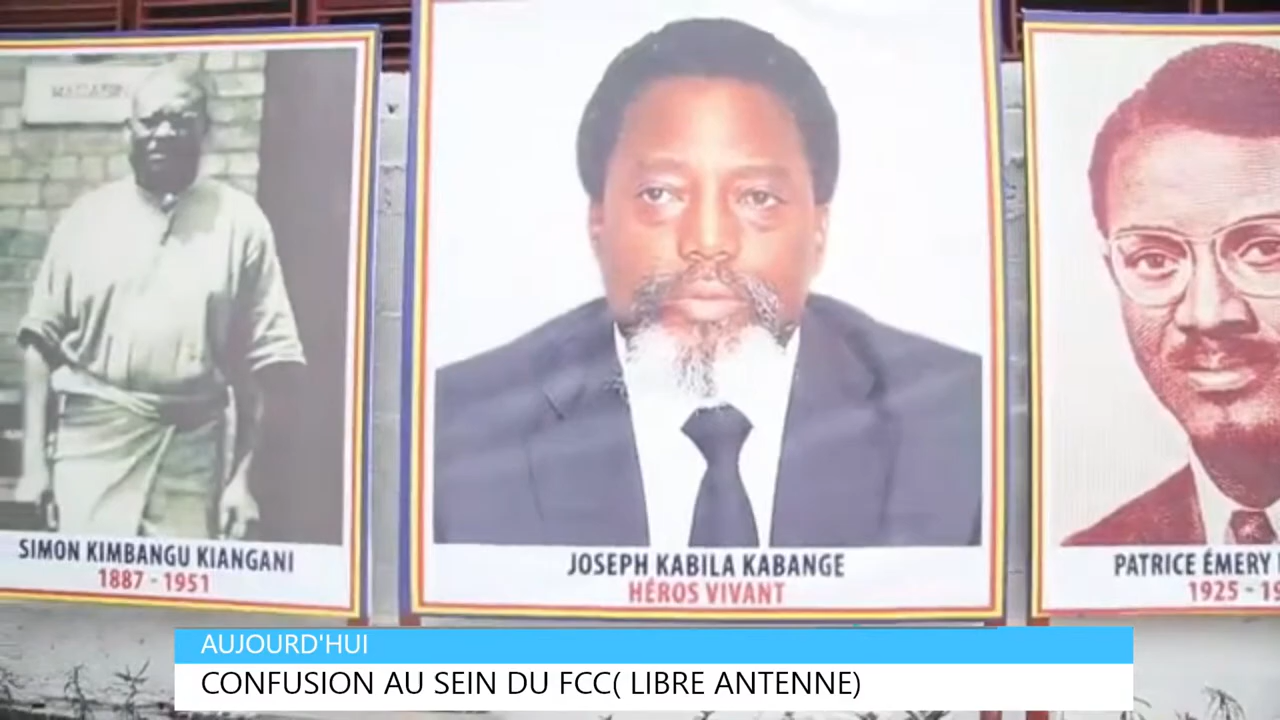 MAGASIN
SIMON KIMBANGU KIANGANI
1887 - 1951
JOSEPH KABILA KABANGE
HÉROS VIVANT
PATRICE ÉMERY
1925 - 19
AUJOURD'HUI
CONFUSION AU SEIN DU FCC( LIBRE ANTENNE)